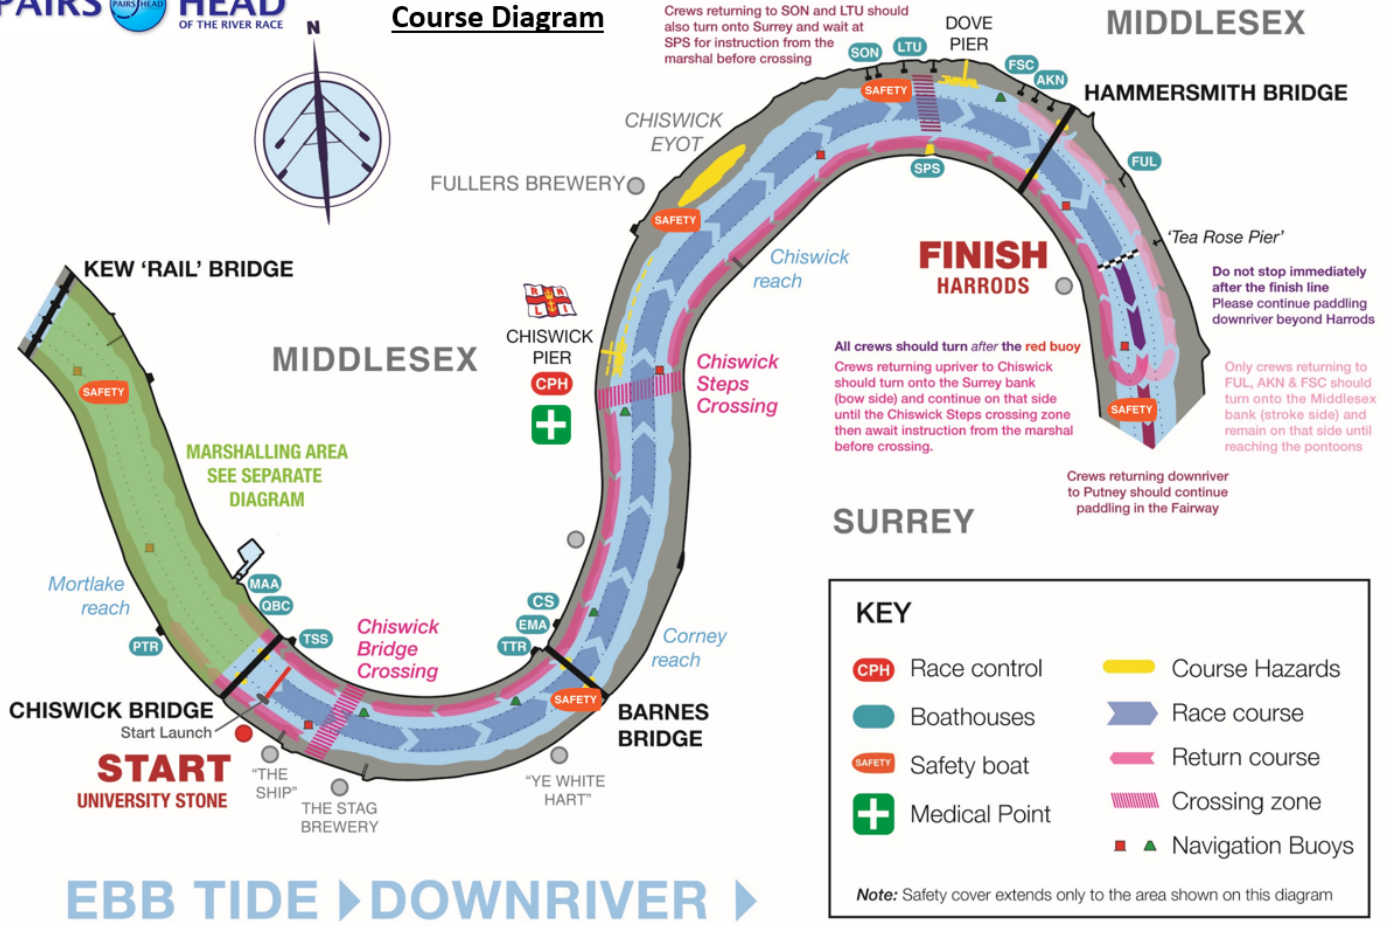 PAIRS HEAD
PAIRS HEAD
OF THE RIVER RACE
Course Diagram
N
Crews returning to SON and LTU should
also turn onto Surrey and wait at
SPS for instruction from the
marshal before crossing
DOVE
PIER
MIDDLESEX
SON
LTU
FSC
AKN
SAFETY
HAMMERSMITH BRIDGE
CHISWICK
EYOT
FUL
SPS
FULLERS BREWERY
SAFETY
'Tea Rose Pier'
Chiswick
reach
FINISH
HARRODS
Do not stop immediately
after the finish line
Please continue paddling
downriver beyond Harrods
KEW 'RAIL' BRIDGE
R N
L I
CHISWICK
PIER
CPH
MIDDLESEX
Chiswick
Steps
Crossing
All crews should turn after the red buoy
Crews returning upriver to Chiswick
should turn onto the Surrey bank
(bow side) and continue on that side
until the Chiswick Steps crossing zone
then await instruction from the marshal
before crossing.
Only crews returning to
FUL, AKN & FSC should
turn onto the Middlesex
bank (stroke side) and
remain on that side until
reaching the pontoons
SAFETY
SAFETY
MARSHALLING AREA
SEE SEPARATE
DIAGRAM
Crews returning downriver
to Putney should continue
paddling in the Fairway
SURREY
Mortlake
reach
MAA
QBC
TSS
PTR
Chiswick
Bridge
Crossing
CS
EMA
TTR
Corney
reach
SAFETY
CHISWICK BRIDGE
Start Launch
START
UNIVERSITY STONE
BARNES
BRIDGE
"THE
SHIP"
THE STAG
BREWERY
"YE WHITE
HART"
KEY
CPH Race control
Boathouses
SAFETY Safety boat
Medical Point
Course Hazards
Race course
Return course
Crossing zone
Navigation Buoys
Note: Safety cover extends only to the area shown on this diagram
EBB TIDE DOWNRIVER